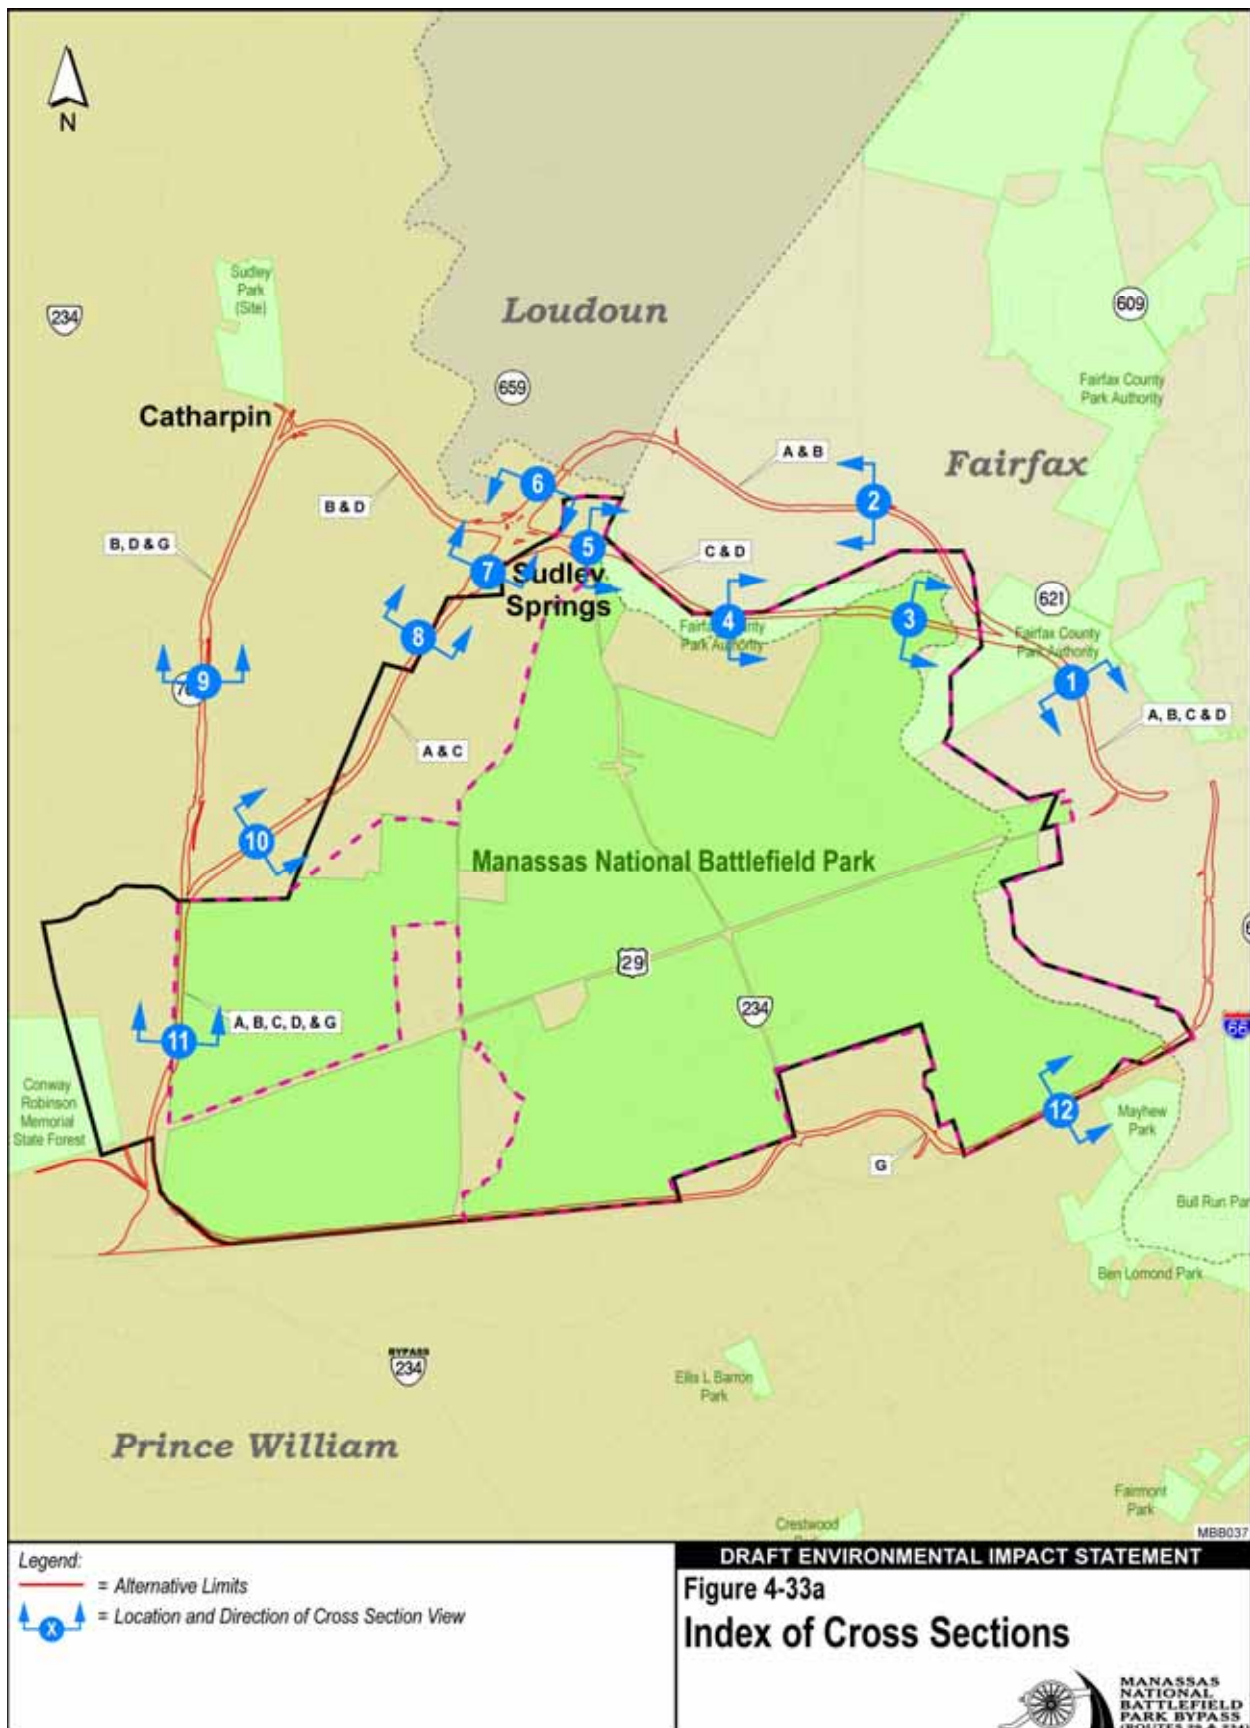 N
Sudley
Park
(Site)
234
Loudoun
609
659
Fairfax County
Park Authority
Catharpin
A & B
Fairfax
6
2
B & D
B, D & G
5
C & D
7
Sudley
Springs
8
4
3
621
Fairfax County
Park Authority
Park Authority
9
1
A, B, C & D
A & C
10
Manassas National Battlefield Park
29
234
A, B, C, D, & G
11
66
Conway
Robinson
Memorial
State Forest
12
Mayhew
Park
G
Bull Run Par
Ben Lomond Park
BYPASS
234
Ellis L Barron
Park
Prince William
Fairmont
Park
Crestwood
MBB037
Legend:
= Alternative Limits
X
= Location and Direction of Cross Section View
DRAFT ENVIRONMENTAL IMPACT STATEMENT
Figure 4-33a
Index of Cross Sections
MANASSAS
NATIONAL
BATTLEFIELD
PARK BYPASS